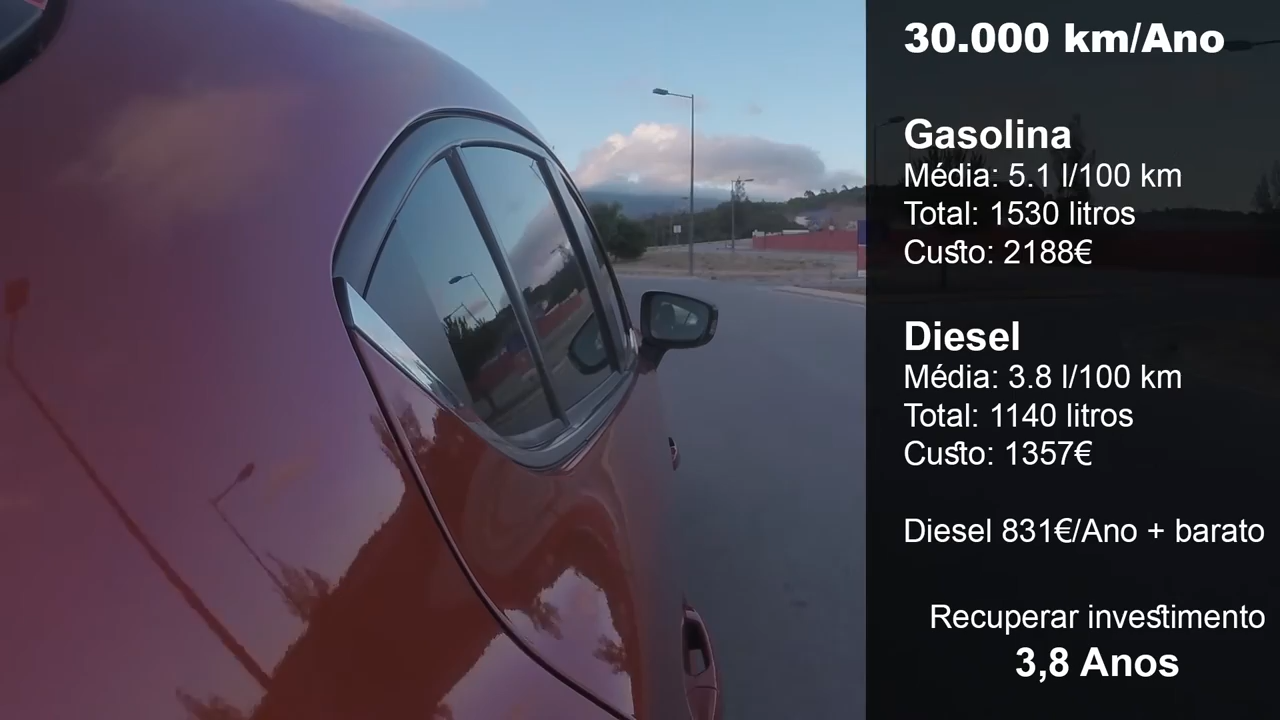 30.000 km/Ano
Gasolina
Média: 5.1 l/100 km
Total: 1530 litros
Custo: 2188€
Diesel
Média: 3.8 l/100 km
Total: 1140 litros
Custo: 1357€
Diesel 831€/Ano + barato
Recuperar investimento
3,8 Anos